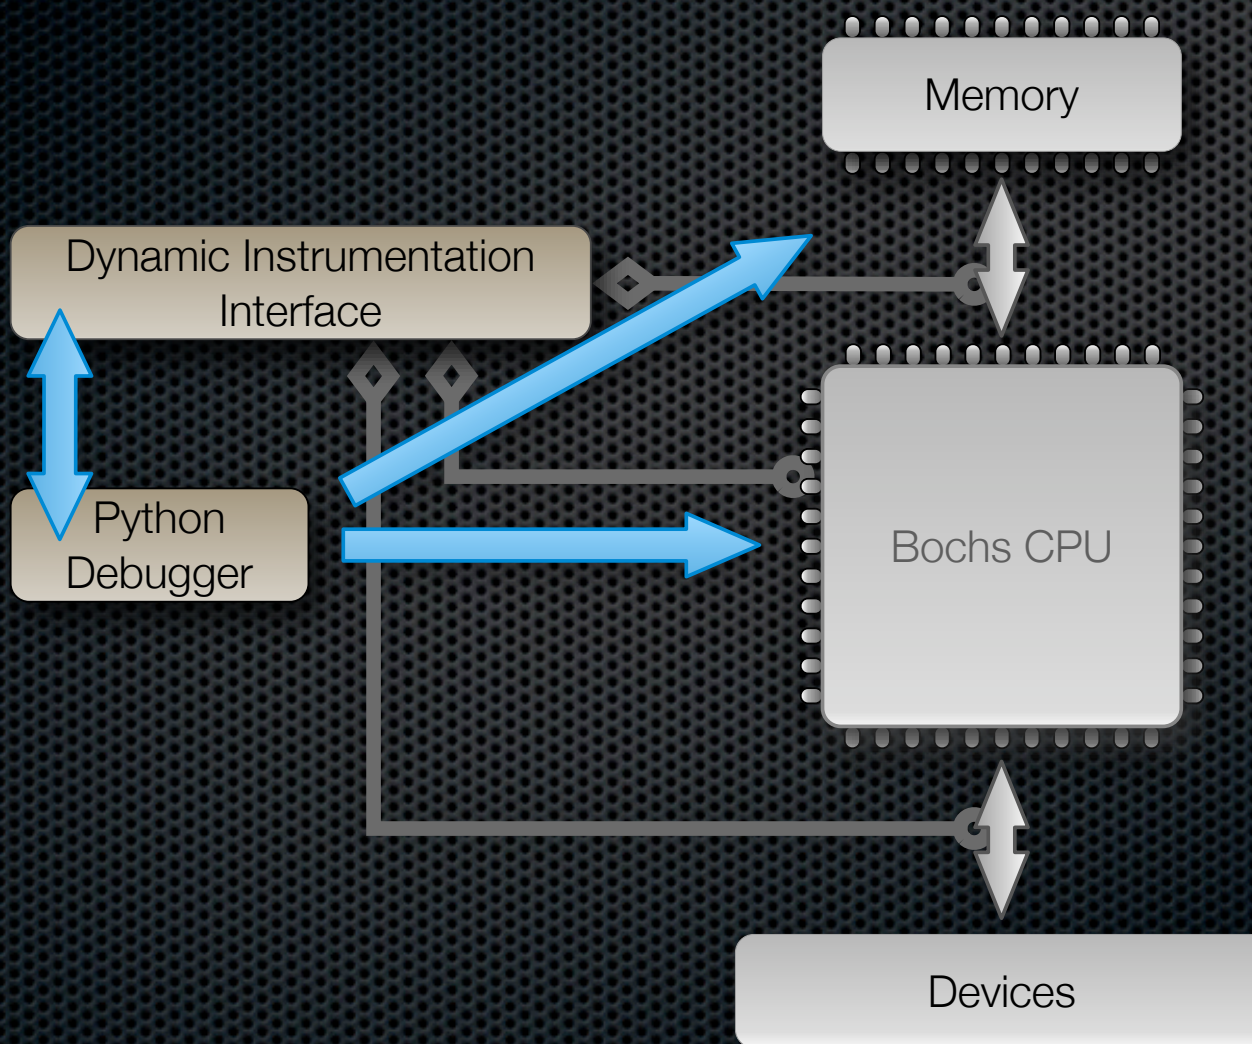 Memory
Dynamic Instrumentation
Interface
Python
Debugger
Bochs CPU
Devices